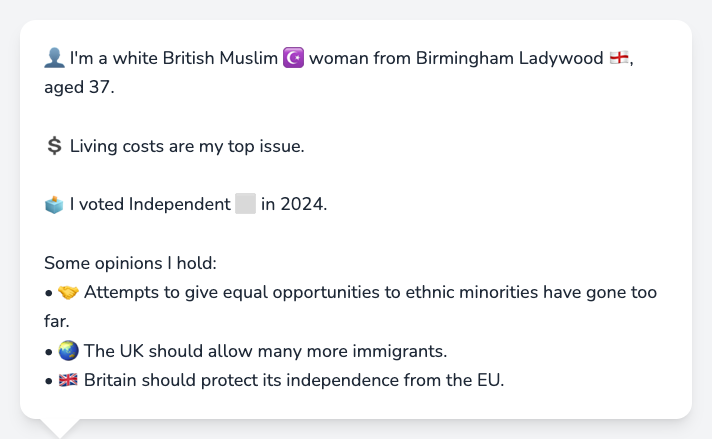 👤 I'm a white British Muslim ☪️ woman from Birmingham Ladywood 🏴󠁧󠁢󠁥󠁮󠁧󠁿,
aged 37.
💲 Living costs are my top issue.
🗳️ I voted Independent ⬜ in 2024.
Some opinions I hold:
• 🤝 Attempts to give equal opportunities to ethnic minorities have gone too
far.
• 🌏 The UK should allow many more immigrants.
• 🇬🇧 Britain should protect its independence from the EU.